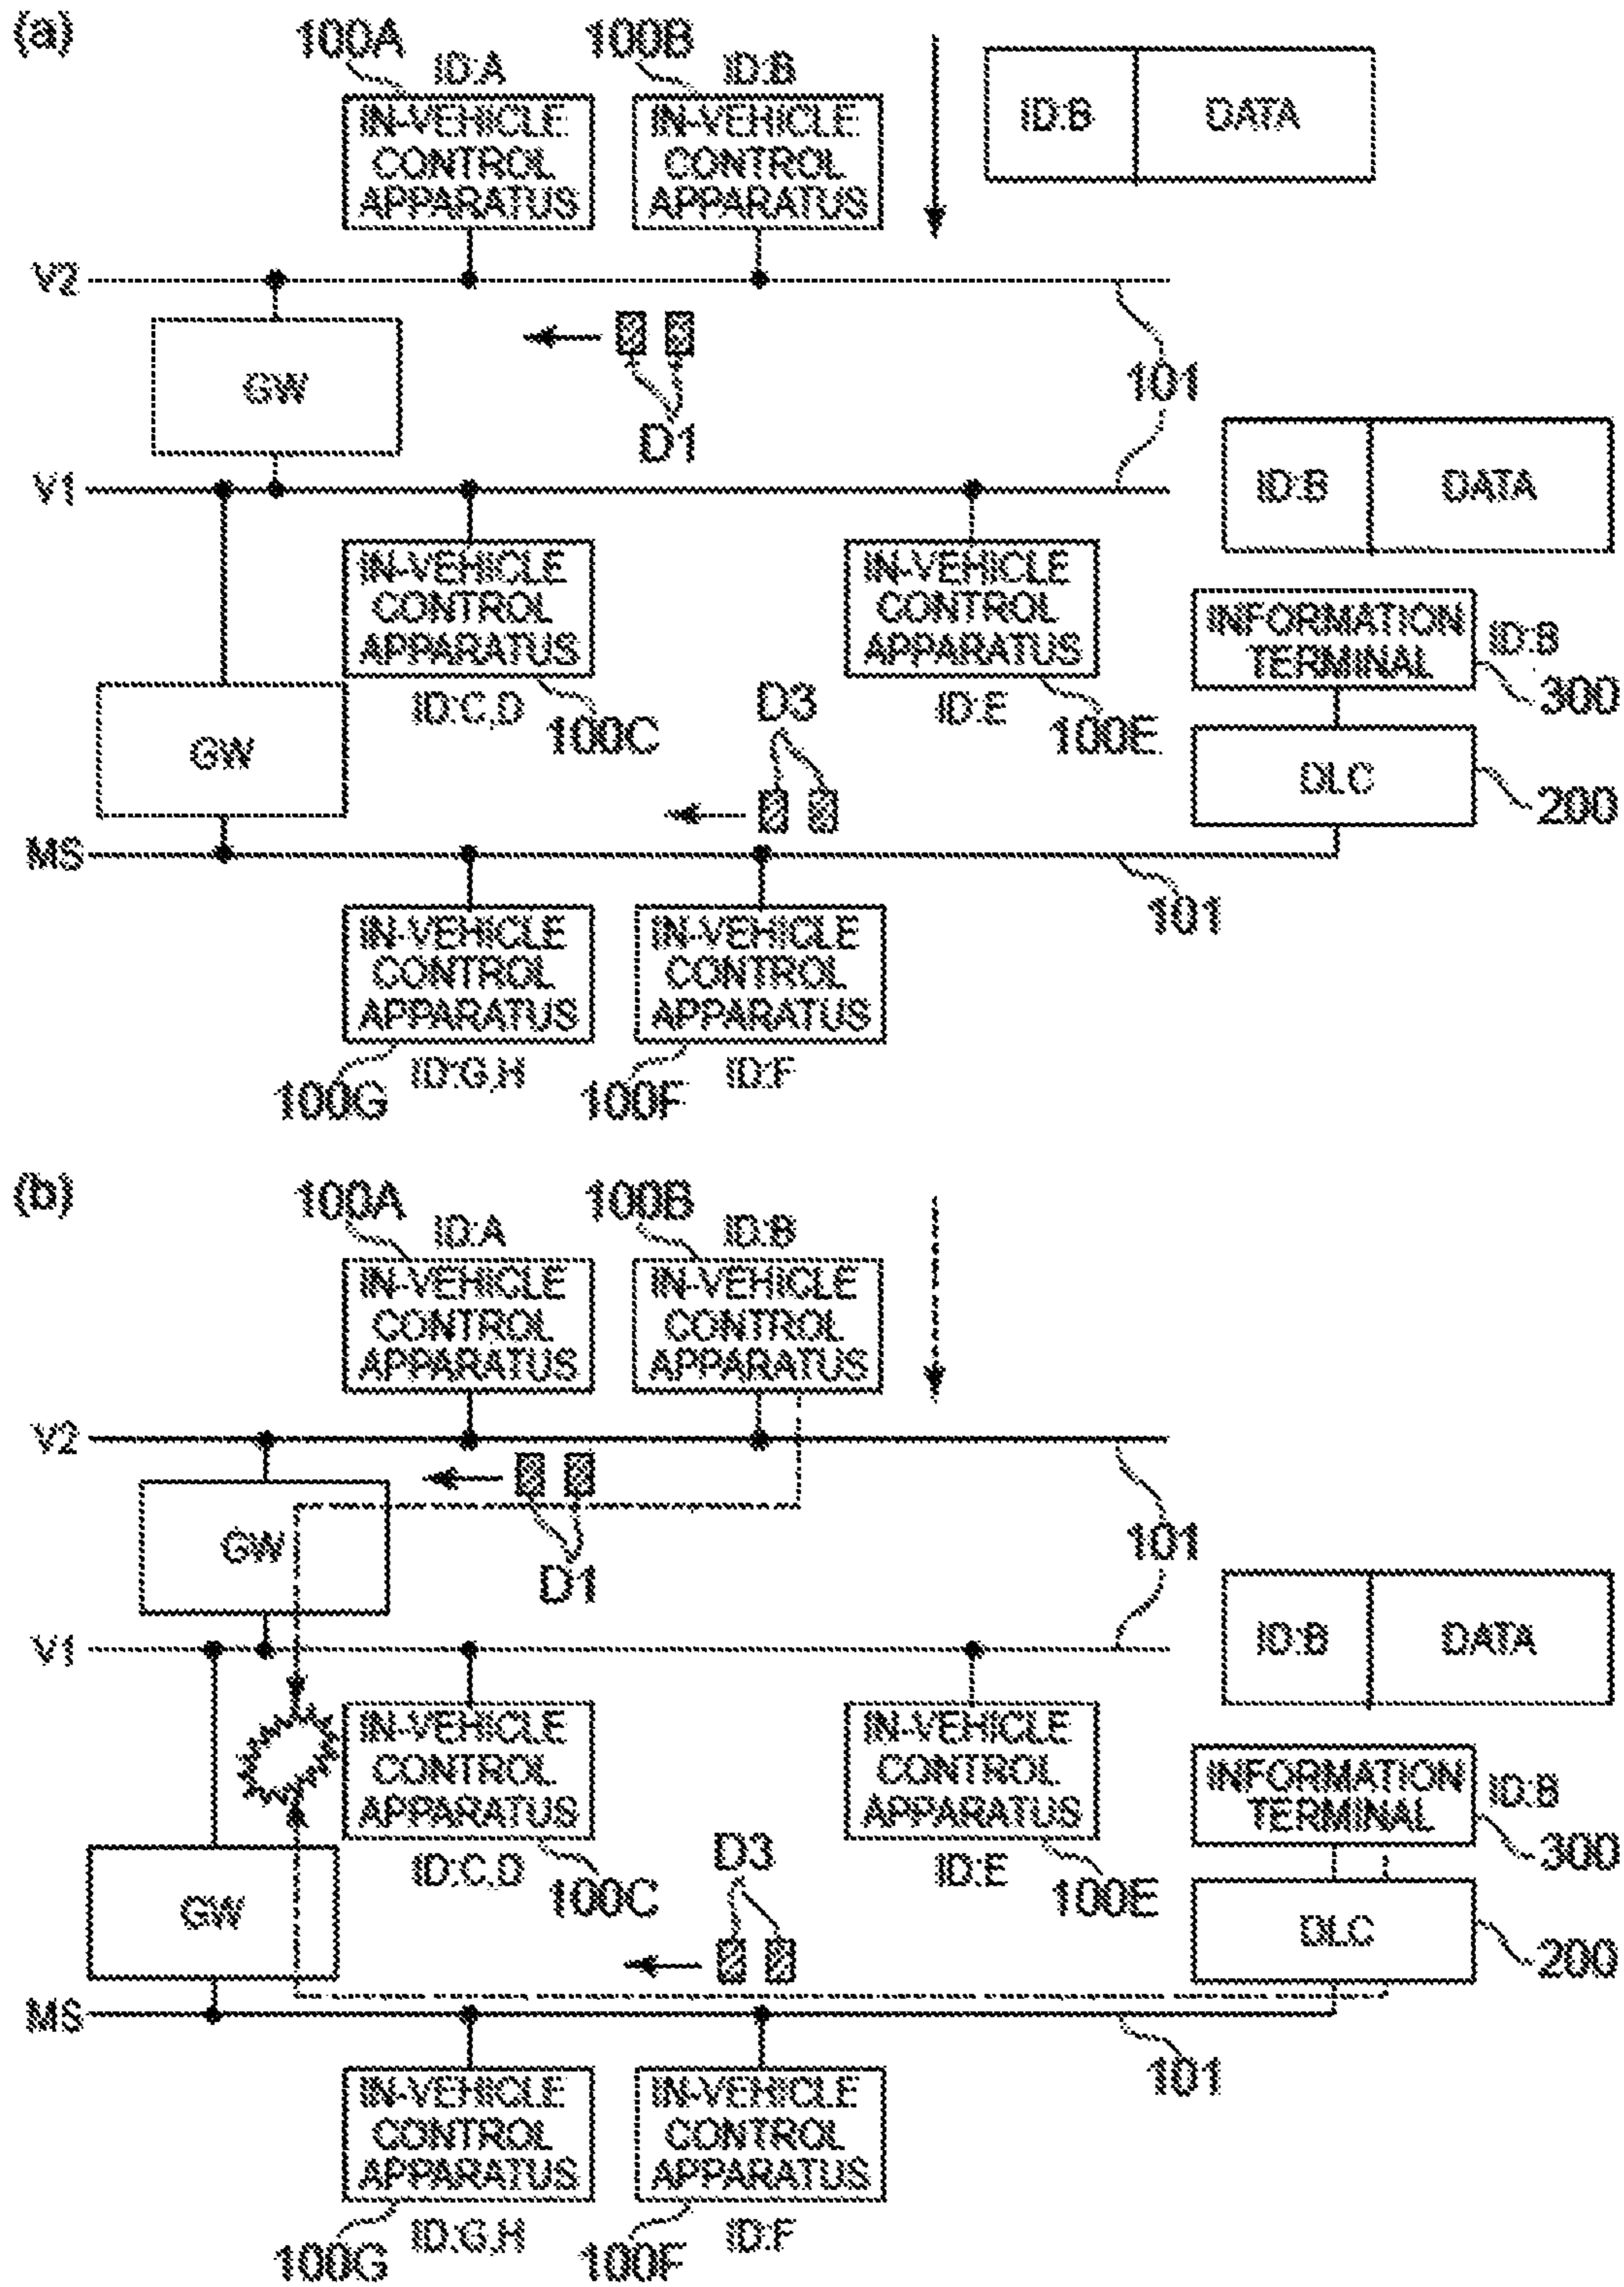 (a)
100A
ID:A
100B
ID:B
IN-VEHICLE
CONTROL
APPARATUS
IN-VEHICLE
CONTROL
APPARATUS
ID:B
DATA
V2
GW
D1
101
V1
ID:B
DATA
IN-VEHICLE
CONTROL
APPARATUS
ID:C,D
100C
IN-VEHICLE
CONTROL
APPARATUS
ID:E
100E
INFORMATION
TERMINAL
ID:B
300
GW
D3
DLC
200
MS
101
IN-VEHICLE
CONTROL
APPARATUS
100G
ID:G,H
IN-VEHICLE
CONTROL
APPARATUS
100F
ID:F
(b)
100A
ID:A
100B
ID:B
IN-VEHICLE
CONTROL
APPARATUS
IN-VEHICLE
CONTROL
APPARATUS
V2
GW
D1
101
V1
ID:B
DATA
IN-VEHICLE
CONTROL
APPARATUS
ID:C,D
100C
IN-VEHICLE
CONTROL
APPARATUS
ID:E
100E
INFORMATION
TERMINAL
ID:B
300
GW
D3
DLC
200
MS
101
IN-VEHICLE
CONTROL
APPARATUS
100G
ID:G,H
IN-VEHICLE
CONTROL
APPARATUS
100F
ID:F